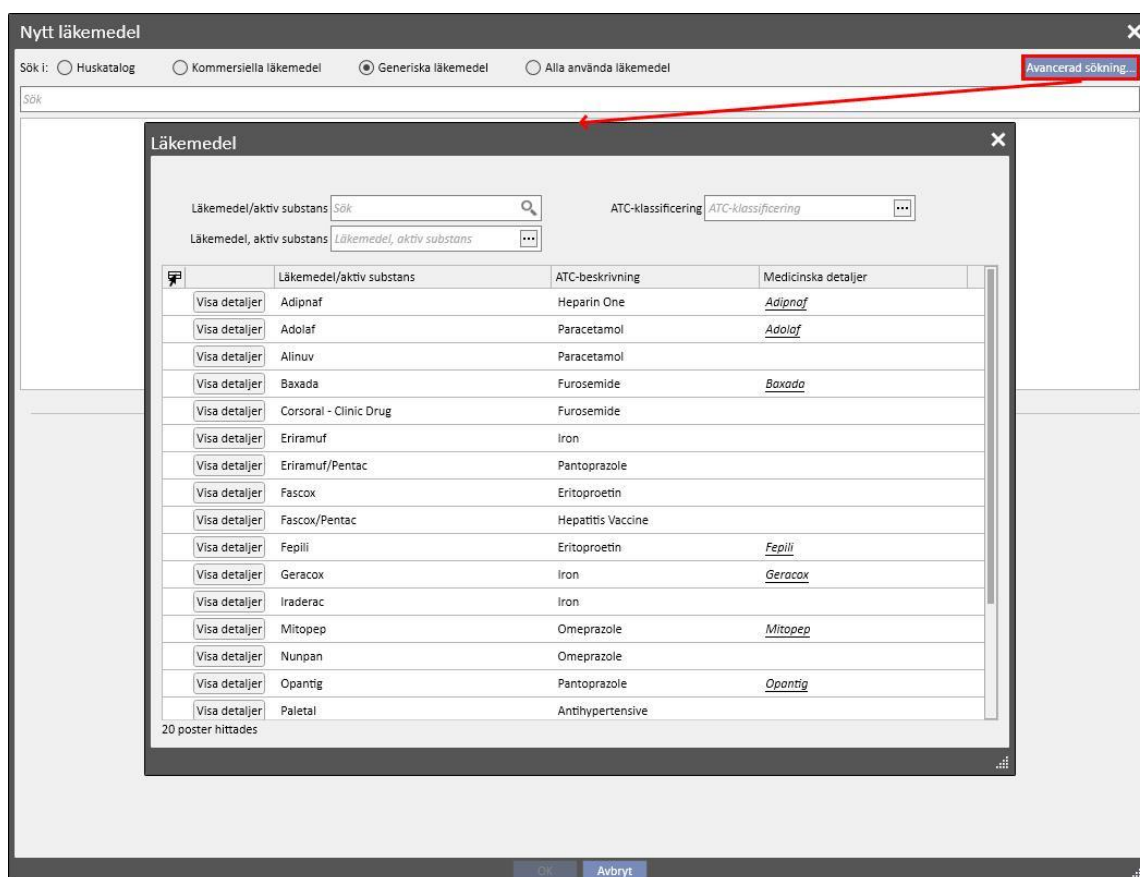 Nytt läkemedel
Sök i: Huskatalog Kommersiella läkemedel Generiska läkemedel Alla använda läkemedel Avancerad sökning...
Sök
Läkemedel
Läkemedel/aktiv substans Sök ATC-klassificering ATC-klassificering
Läkemedel, aktiv substans Läkemedel, aktiv substans
Läkemedel/aktiv substans ATC-beskrivning Medicinska detaljer
Visa detaljer Adipnaf Heparin One Adipnaf
Visa detaljer Adolaf Paracetamol Adolaf
Visa detaljer Alinuv Paracetamol
Visa detaljer Baxada Furosemide Baxada
Visa detaljer Corsoral - Clinic Drug Furosemide
Visa detaljer Eriramuf Iron
Visa detaljer Eriramuf/Pentac Pantoprazole
Visa detaljer Fascox Eritoproetin
Visa detaljer Fascox/Pentac Hepatitis Vaccine
Visa detaljer Fepili Eritoproetin Fepili
Visa detaljer Geracox Iron Geracox
Visa detaljer Iraderac Iron
Visa detaljer Mitopep Omeprazole Mitopep
Visa detaljer Nunpan Omeprazole
Visa detaljer Opantig Pantoprazole Opantig
Visa detaljer Paletal Antihypertensive
20 poster hittades
OK Avbryt